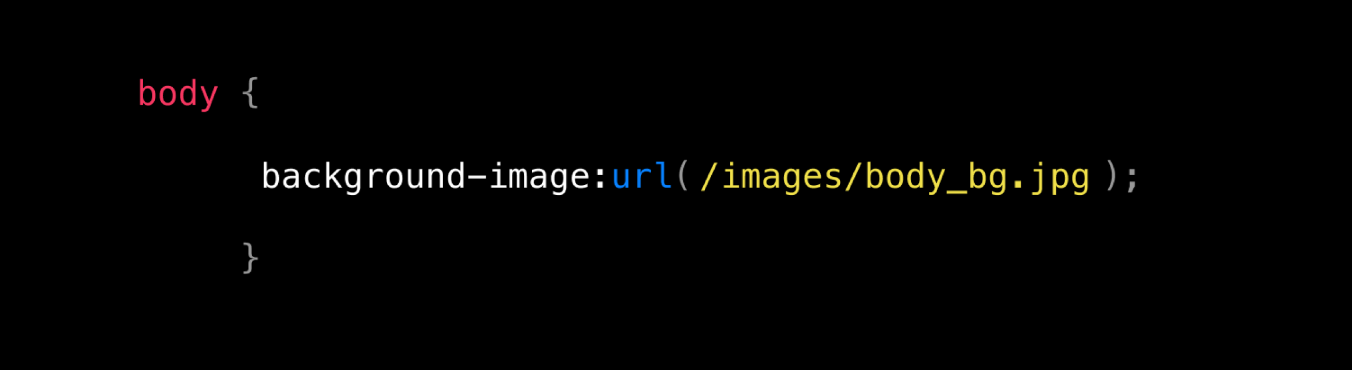 body {
background-image:url(/images/body_bg.jpg );
}